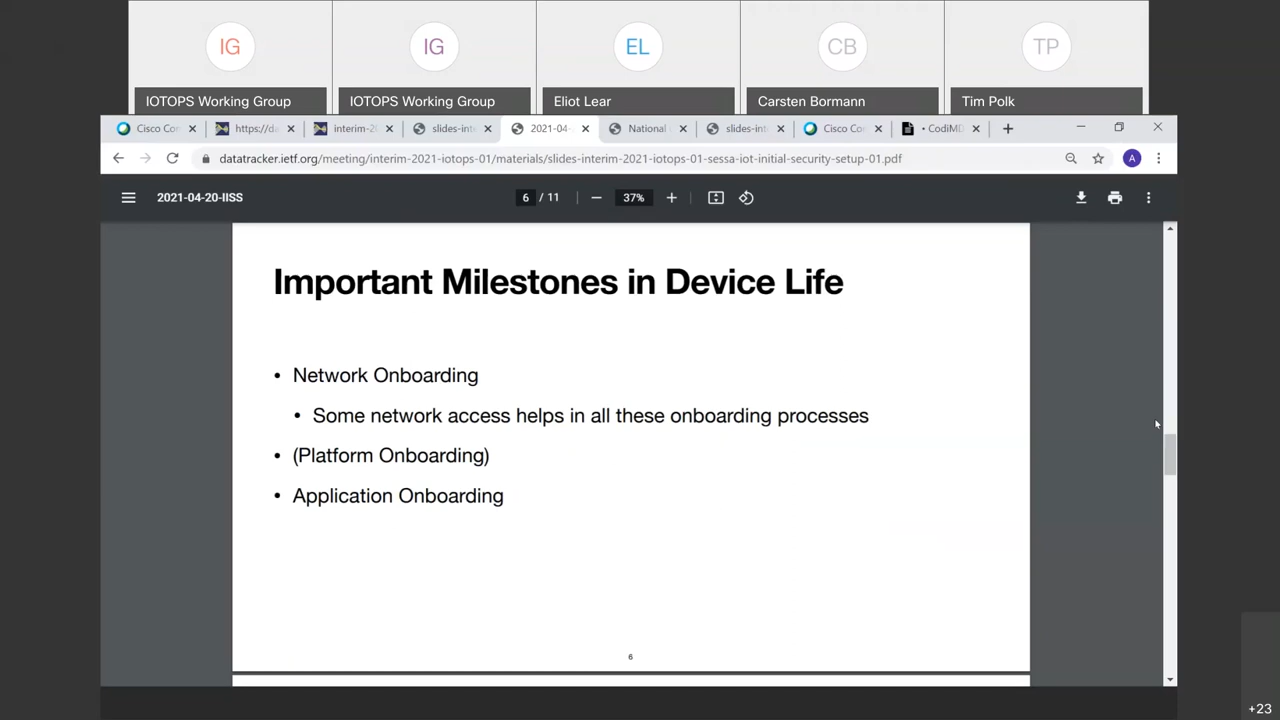 IG
IG
EL
CB
TP
IOTOPS Working Group
IOTOPS Working Group
Eliot Lear
Carsten Bormann
Tim Polk
Cisco Cor
https://da
interim-20
slides-inte
2021-04-
National
slides-int
Cisco Cor
CodiMD
datatracker.ietf.org/meeting/interim-2021-iotops-01/materials/slides-interim-2021-iotops-01-sessa-iot-initial-security-setup-01.pdf
A
2021-04-20-IISS
6 / 11
37%
Important Milestones in Device Life
• Network Onboarding
• Some network access helps in all these onboarding processes
• (Platform Onboarding)
• Application Onboarding
6
+23